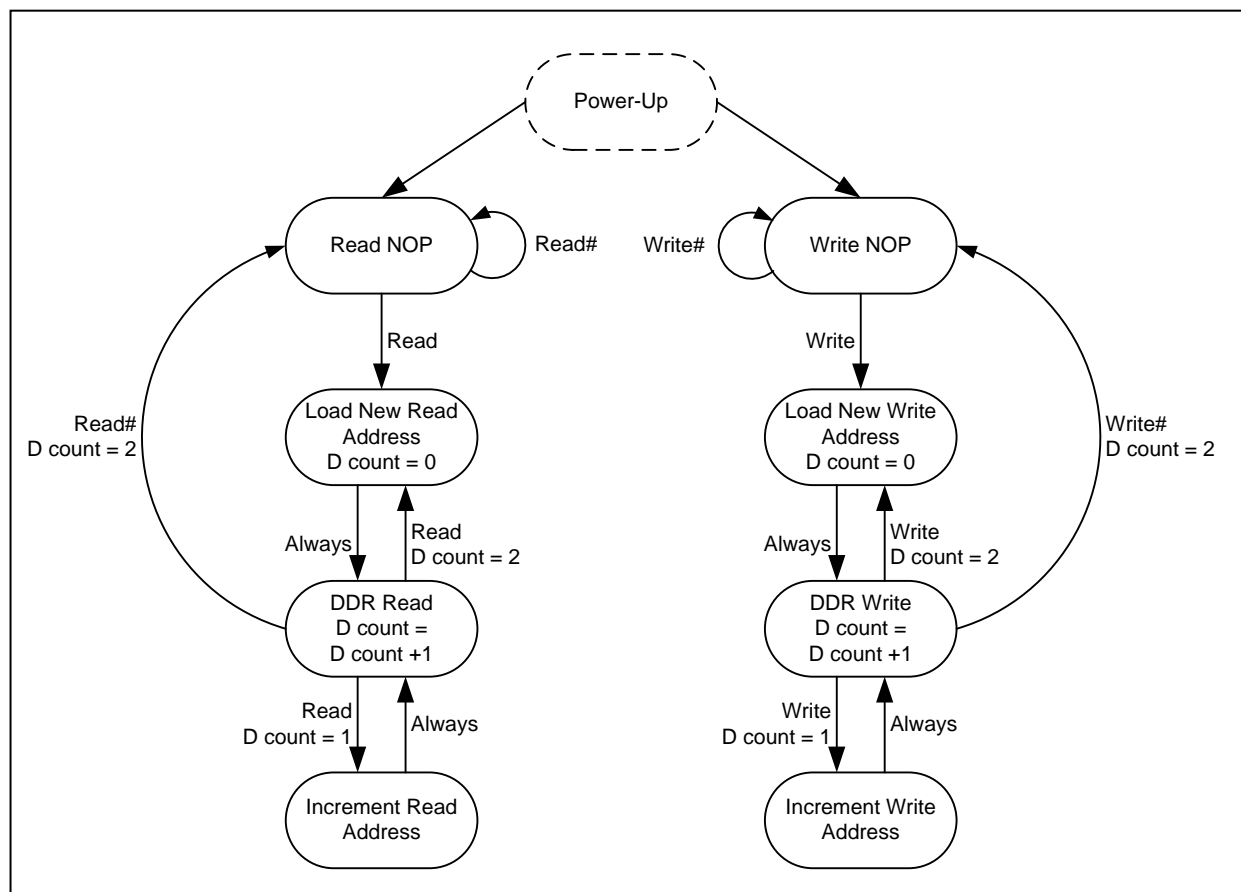 Power-Up
Read NOP
Read#
Write#
Write NOP
Read
Write
Load New Read
Address
D count = 0
Load New Write
Address
D count = 0
Read#
D count = 2
Write#
D count = 2
Always
Read
D count = 2
Always
Write
D count = 2
DDR Read
D count =
D count +1
DDR Write
D count =
D count +1
Read
D count = 1
Always
Write
D count = 1
Always
Increment Read
Address
Increment Write
Address